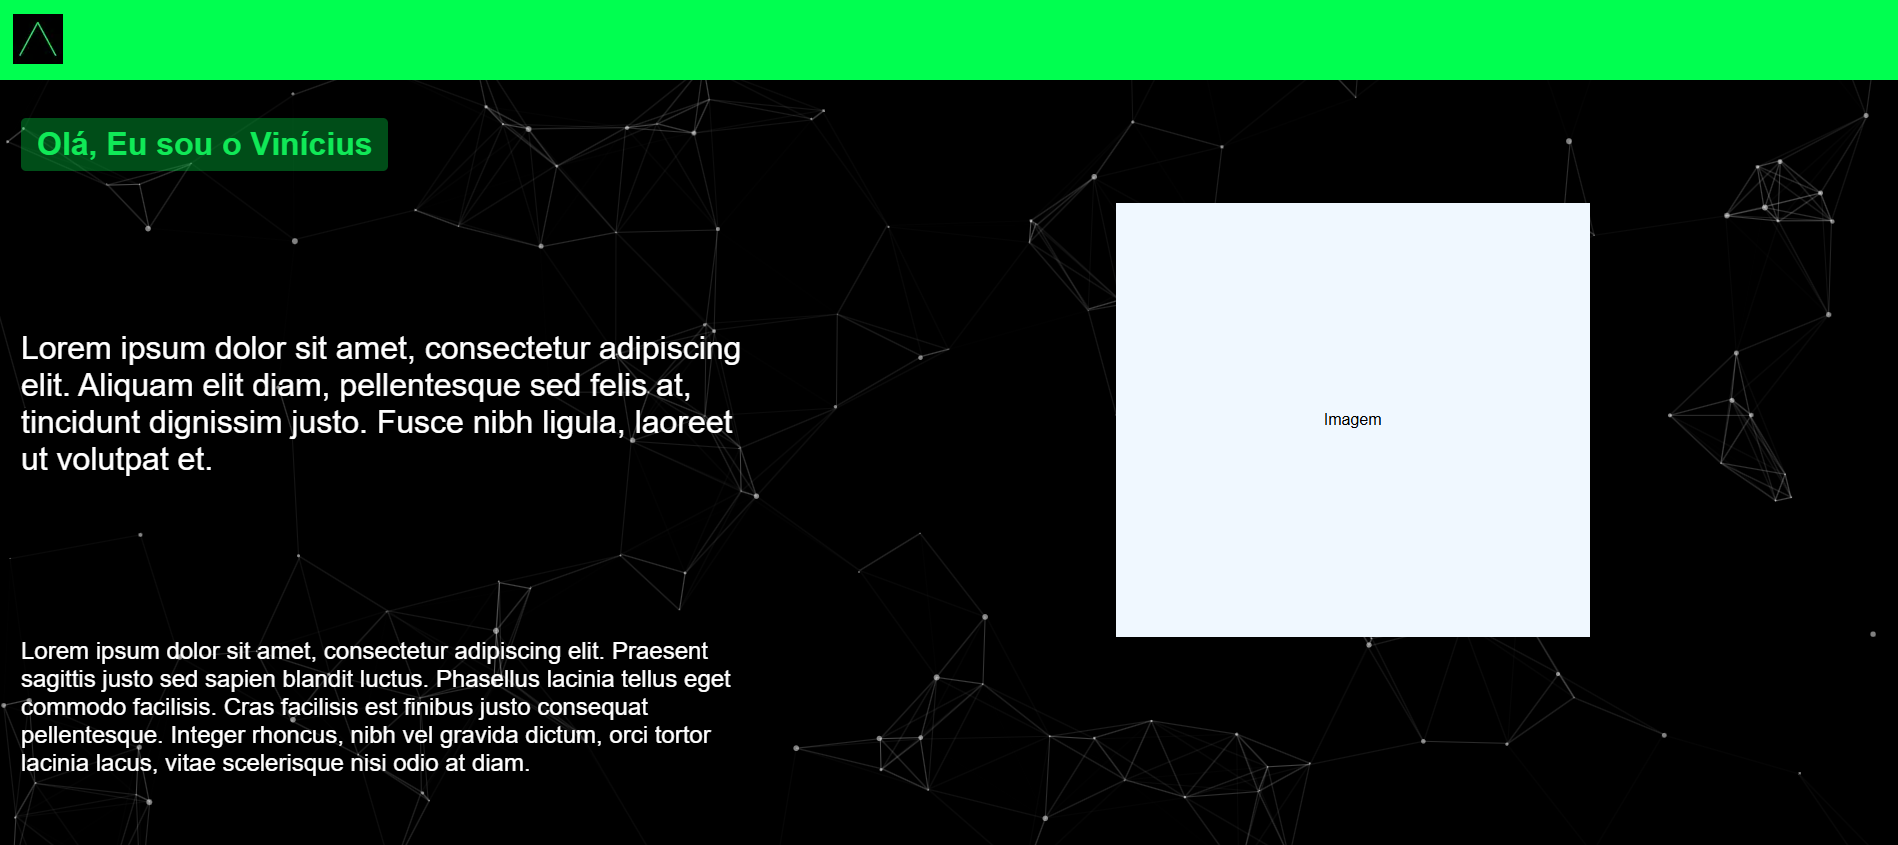 Olá, Eu sou o Vinícius
Lorem ipsum dolor sit amet, consectetur adipiscing
elit. Aliquam elit diam, pellentesque sed felis at,
tincidunt dignissim justo. Fusce nibh ligula, laoreet
ut volutpat et.
Imagem
Lorem ipsum dolor sit amet, consectetur adipiscing elit. Praesent
sagittis justo sed sapien blandit luctus. Phasellus lacinia tellus eget
commodo facilisis. Cras facilisis est finibus justo consequat
pellentesque. Integer rhoncus, nibh vel gravida dictum, orci tortor
lacinia lacus, vitae scelerisque nisi odio at diam.